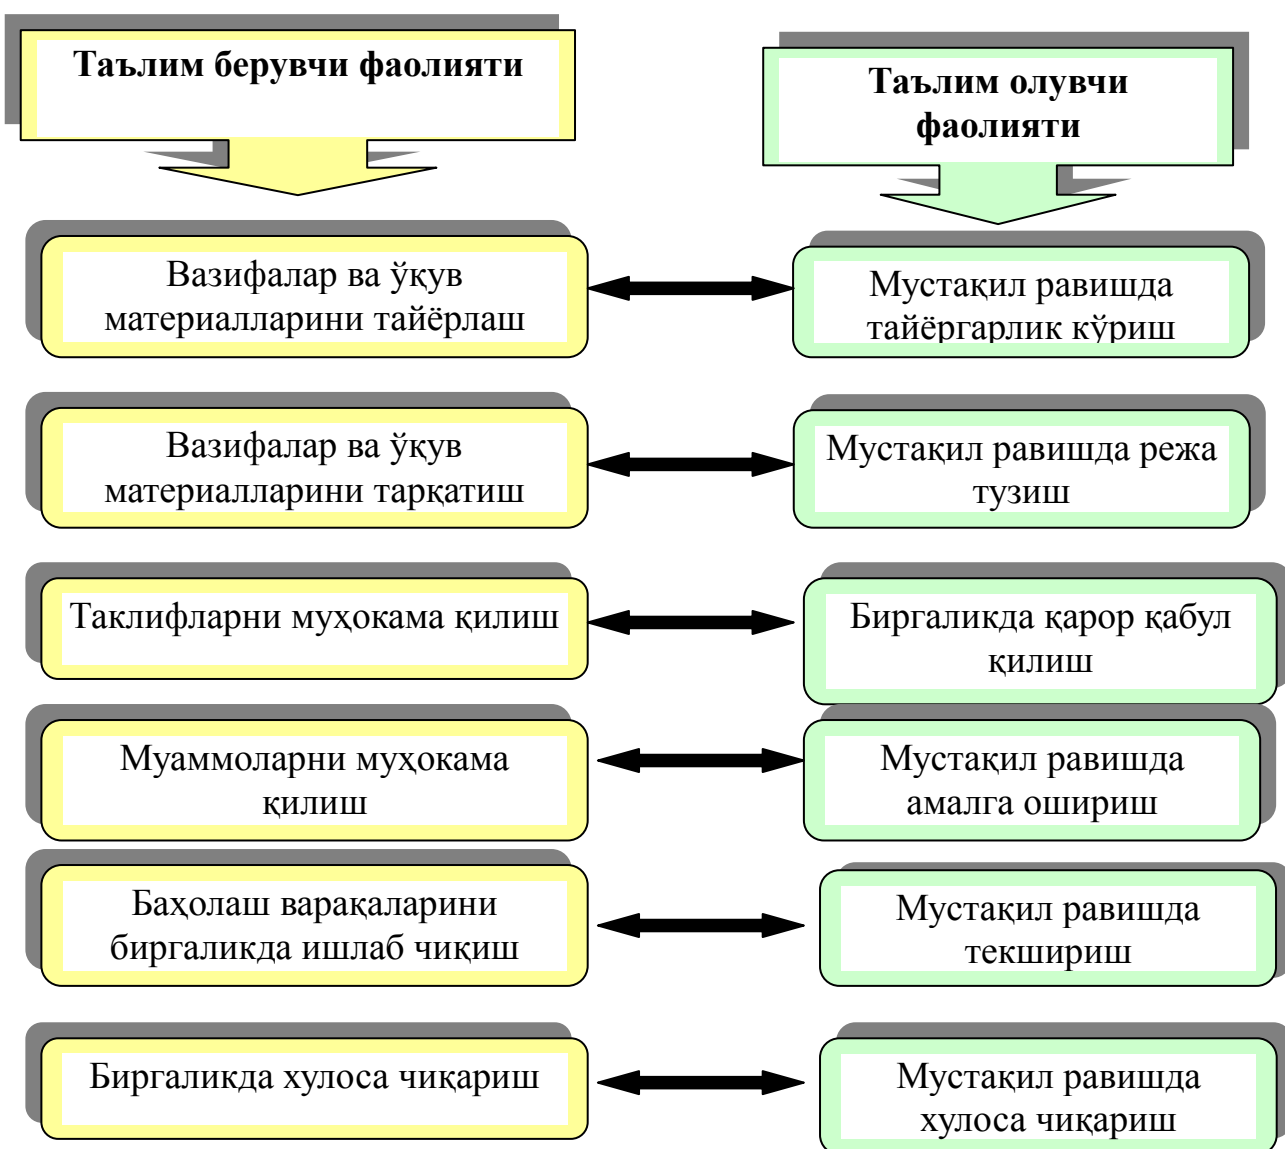 Таълим берувчи фаолияти
Таълим олувчи
фаолияти
Вазифалар ва ўқув
материалларини тайёрлаш
Мустақил равишда
тайёргарлик кўриш
Вазифалар ва ўқув
материалларини тарқатиш
Мустақил равишда режа
тузиш
Таклифларни муҳокама қилиш
Биргаликда қарор қабул
қилиш
Муаммоларни муҳокама
қилиш
Мустақил равишда
амалга ошириш
Баҳолаш варақаларини
биргаликда ишлаб чиқиш
Мустақил равишда
текшириш
Биргаликда хулоса чиқариш
Мустақил равишда
хулоса чиқариш